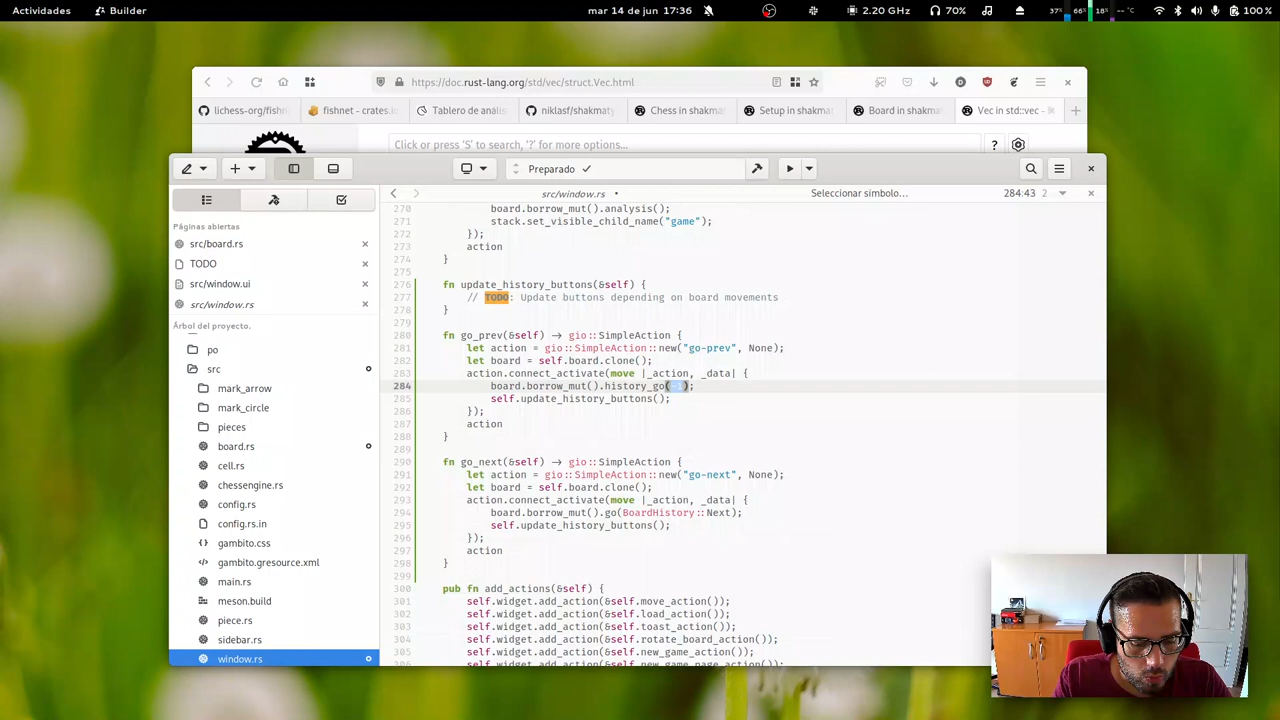 Actividades
Builder
mar 14 de jun 17:36
2.20 GHz
70%
37%
66%
18%
-- °C
100 %
https://doc.rust-lang.org/std/vec/struct.Vec.html
lichess-org/fishn
fishnet - crates.io
Tablero de anális
niklasf/shakmaty
Chess in shakmat
Setup in shakmat
Board in shakma
Vec in std::vec -
Click or press 'S' to search, '?' for more options…
?
Preparado ✓
src/window.rs •
Seleccionar símbolo…
284:43 2
Páginas abiertas
src/board.rs
TODO
src/window.ui
src/window.rs
Árbol del proyecto.
po
src
mark_arrow
mark_circle
pieces
board.rs
cell.rs
chessengine.rs
config.rs
config.rs.in
gambito.css
gambito.gresource.xml
main.rs
meson.build
piece.rs
sidebar.rs
window.rs
270 board.borrow_mut().analysis();
271 stack.set_visible_child_name("game");
272 });
273 action
274 }
275
276 fn update_history_buttons(&self) {
277 // TODO: Update buttons depending on board movements
278 }
279
280 fn go_prev(&self) → gio::SimpleAction {
281 let action = gio::SimpleAction::new("go-prev", None);
282 let board = self.board.clone();
283 action.connect_activate(move |_action, _data| {
284 board.borrow_mut().history_go(-1);
285 self.update_history_buttons();
286 });
287 action
288 }
289
290 fn go_next(&self) → gio::SimpleAction {
291 let action = gio::SimpleAction::new("go-next", None);
292 let board = self.board.clone();
293 action.connect_activate(move |_action, _data| {
294 board.borrow_mut().go(BoardHistory::Next);
295 self.update_history_buttons();
296 });
297 action
298 }
299
300 pub fn add_actions(&self) {
301 self.widget.add_action(&self.move_action());
302 self.widget.add_action(&self.load_action());
303 self.widget.add_action(&self.toast_action());
304 self.widget.add_action(&self.rotate_board_action());
305 self.widget.add_action(&self.new_game_action());
306 self.widget.add_action(&self.new_game_page_action());